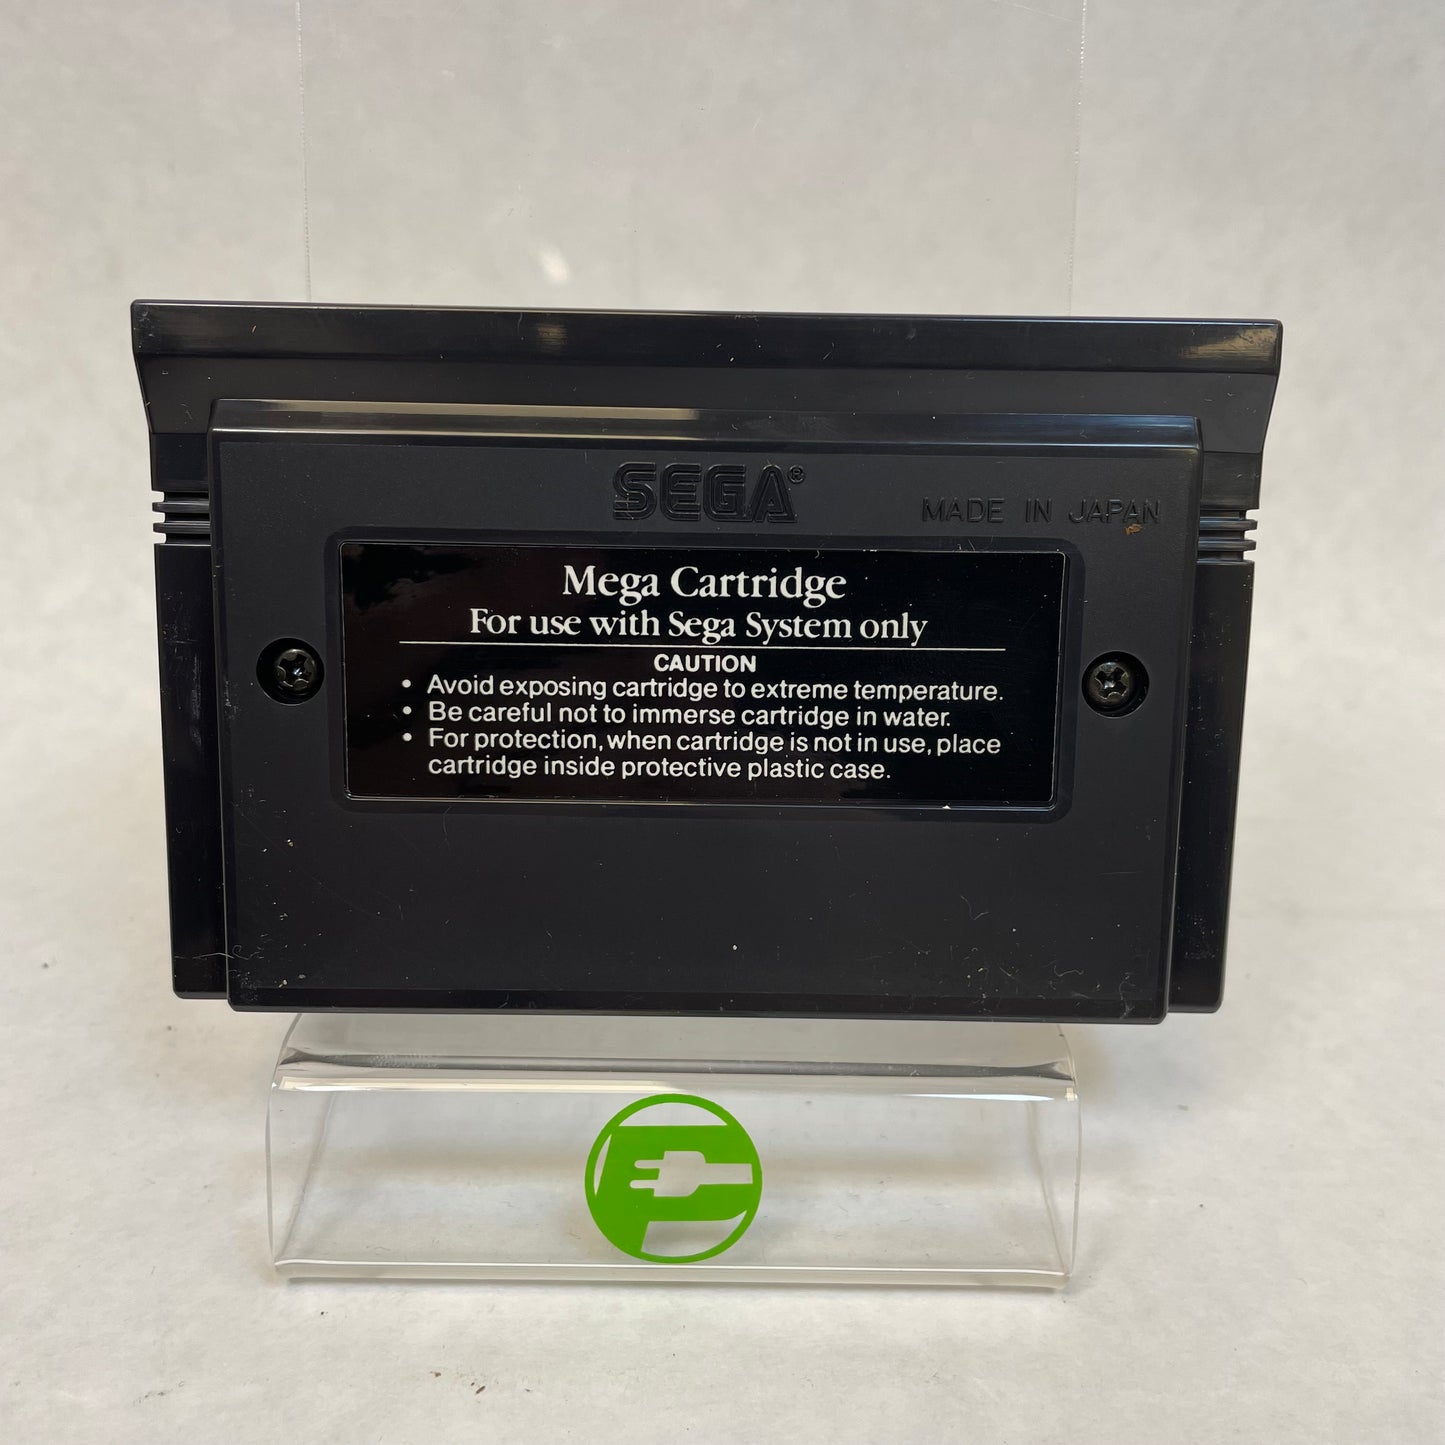 SEGA®
MADE IN JAPAN
Mega Cartridge
For use with Sega System only
CAUTION
• Avoid exposing cartridge to extreme temperature.
• Be careful not to immerse cartridge in water.
• For protection, when cartridge is not in use, place
cartridge inside protective plastic case.